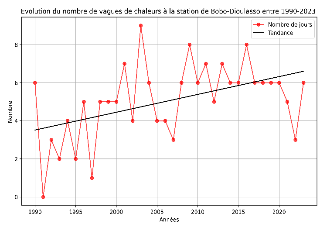 Evolution du nombre de vagues de chaleurs à la station de Bobo-Dioulasso entre 1990-2023
Nombre de jours
Tendance
Nombre
8
6
4
2
0
1990 1995 2000 2005 2010 2015 2020
Années